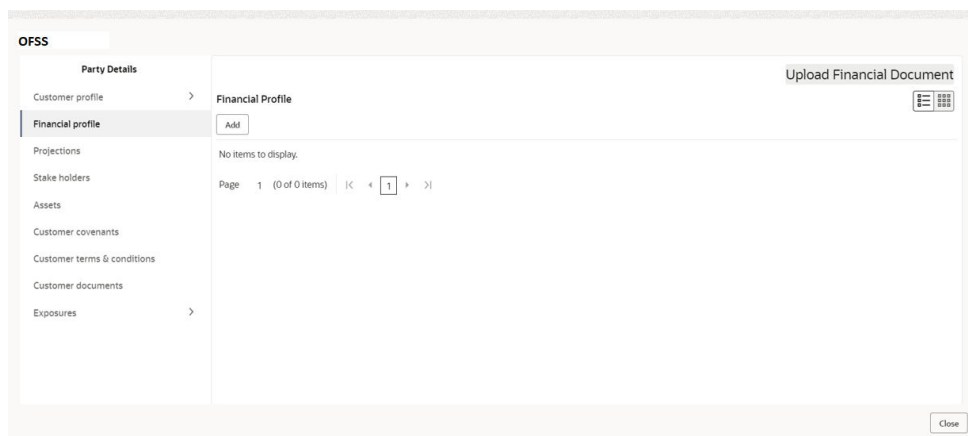 OFSS
Party Details
Customer profile
Financial profile
Projections
Stake holders
Assets
Customer covenants
Customer terms & conditions
Customer documents
Exposures
Upload Financial Document
Financial Profile
Add
No items to display.
Page 1 (0 of 0 items) 1
Close